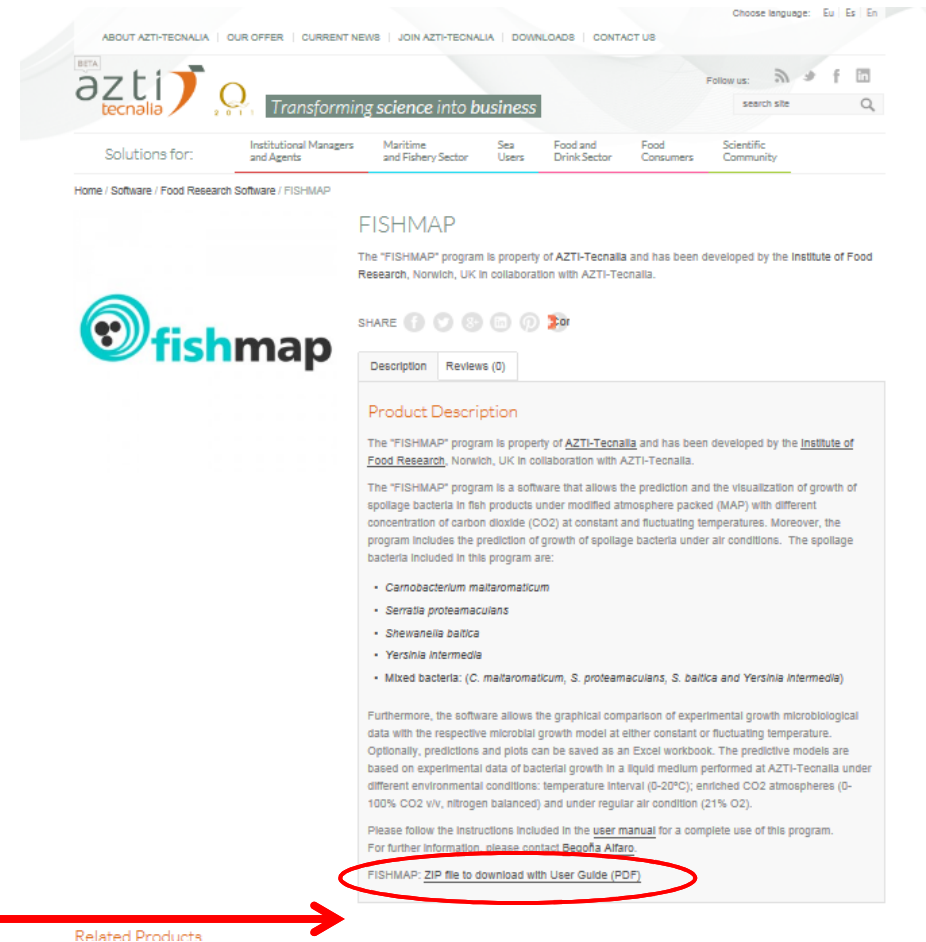 Choose language: Eu Es En
ABOUT AZTI-TECNALIA | OUR OFFER | CURRENT NEWS | JOIN AZTI-TECNALIA | DOWNLOADS | CONTACT US
BETA
azti
tecnalia
2011
Transforming science into business
Follow us:
search site
Solutions for:
Institutional Managers
and Agents
Maritime
and Fishery Sector
Sea
Users
Food and
Drink Sector
Food
Consumers
Scientific
Community
Home / Software / Food Research Software / FISHMAP
FISHMAP
The "FISHMAP" program is property of AZTI-Tecnalia and has been developed by the Institute of Food
Research, Norwich, UK in collaboration with AZTI-Tecnalia.
fishmap
SHARE
cor
Description Reviews (0)
Product Description
The "FISHMAP" program is property of AZTI-Tecnalia and has been developed by the Institute of
Food Research, Norwich, UK in collaboration with AZTI-Tecnalia.
The "FISHMAP" program is a software that allows the prediction and the visualization of growth of
spoilage bacteria in fish products under modified atmosphere packed (MAP) with different
concentration of carbon dioxide (CO2) at constant and fluctuating temperatures. Moreover, the
program includes the prediction of growth of spoilage bacteria under air conditions. The spoilage
bacteria included in this program are:
• Carnobacterium maltaromaticum
• Serratia proteamaculans
• Shewanella baltica
• Yersinia intermedia
• Mixed bacteria: (C. maltaromaticum, S. proteamaculans, S. baltica and Yersinia intermedia)
Furthermore, the software allows the graphical comparison of experimental growth microbiological
data with the respective microbial growth model at either constant or fluctuating temperature.
Optionally, predictions and plots can be saved as an Excel workbook. The predictive models are
based on experimental data of bacterial growth in a liquid medium performed at AZTI-Tecnalia under
different environmental conditions: temperature interval (0-20ºC); enriched CO2 atmospheres (0-
100% CO2 v/v, nitrogen balanced) and under regular air condition (21% O2).
Please follow the instructions included in the user manual for a complete use of this program.
For further information, please contact Begoña Alfaro.
FISHMAP: ZIP file to download with User Guide (PDF)
Related Products